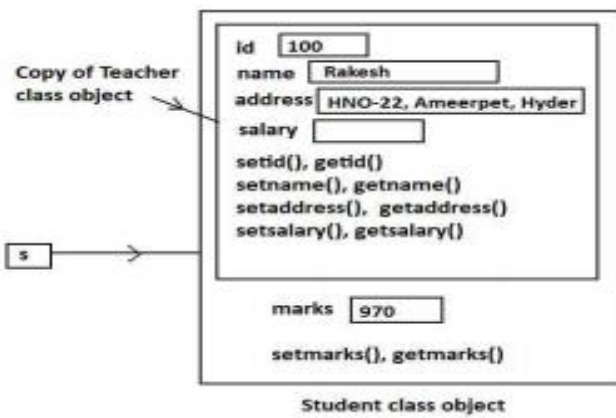 id 100
name Rakesh
Copy of Teacher
class object
address HNO-22, Ameerpet, Hyder
salary
setid(), getid()
setname(), getname()
setaddress(), getaddress()
setsalary(), getsalary()
s
marks 970
setmarks(), getmarks()
Student class object